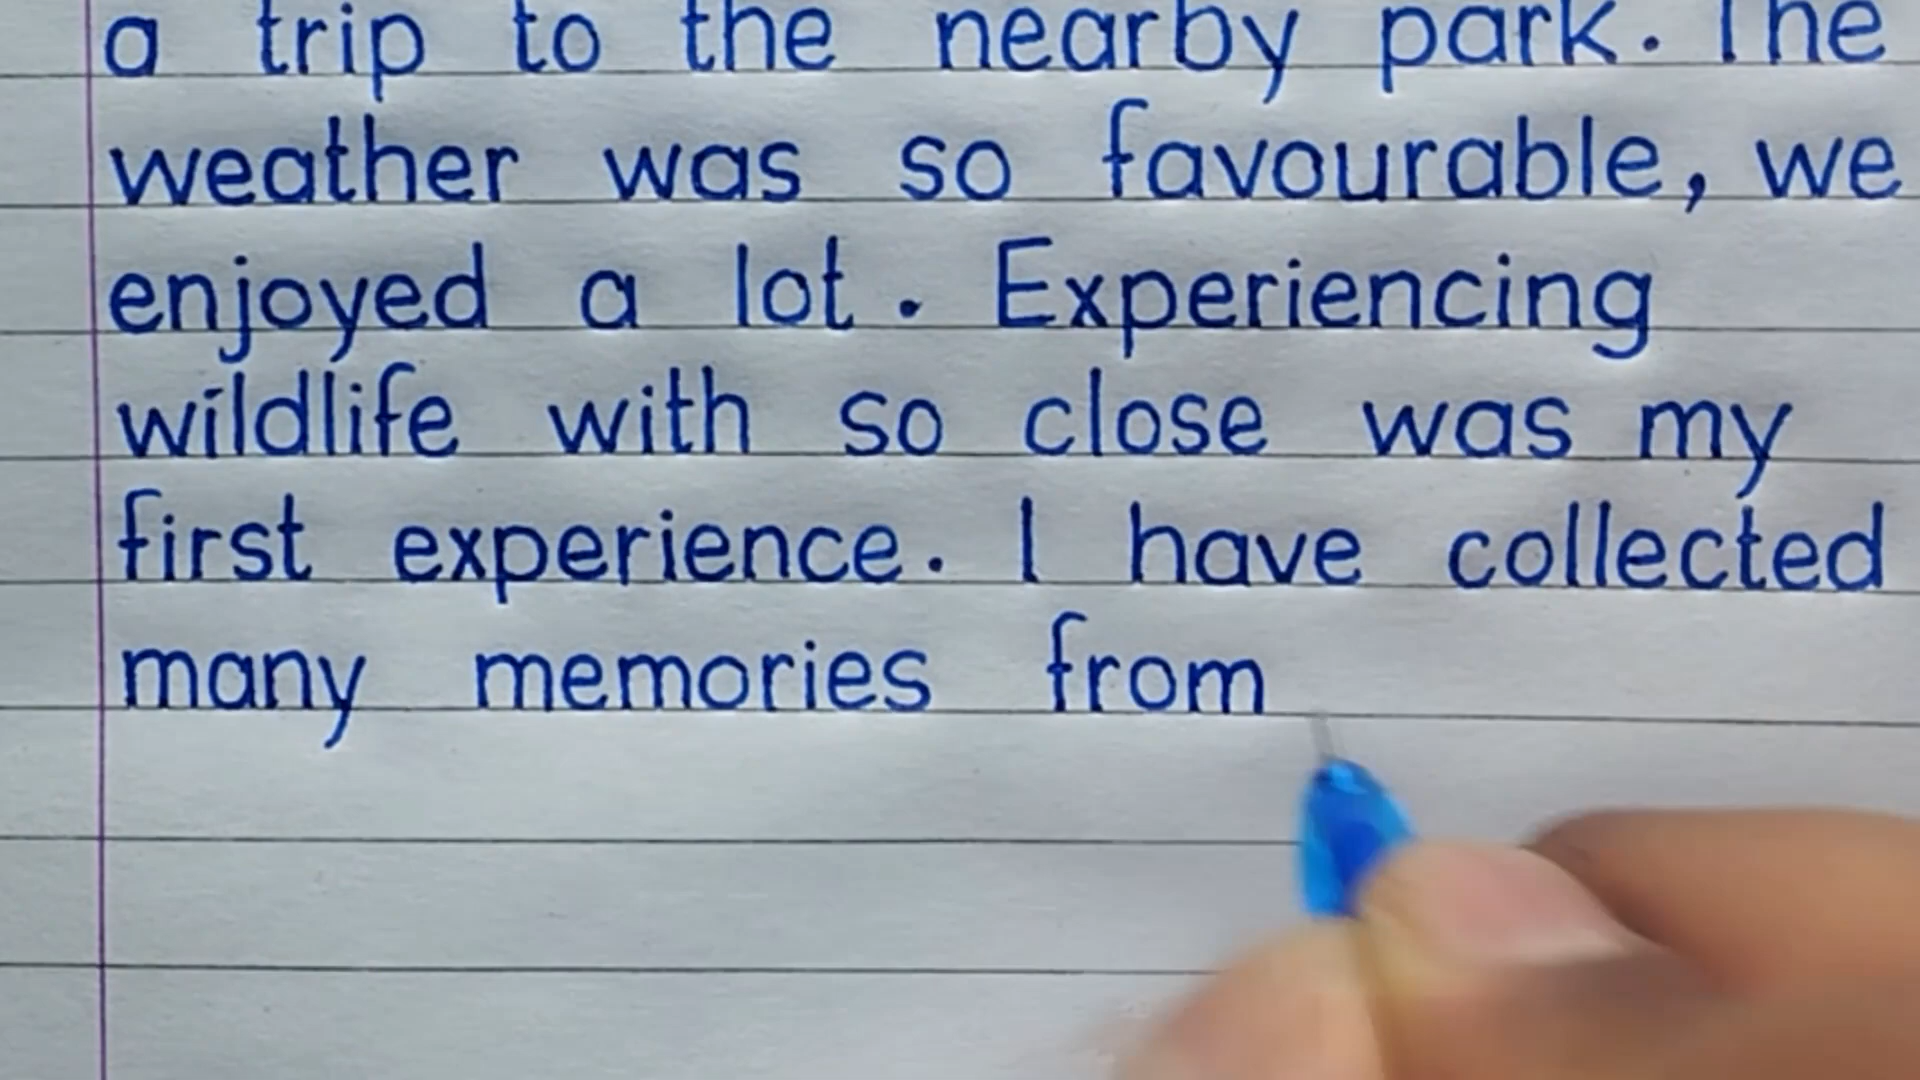 a trip to the nearby park. The
weather was so favourable, we
enjoyed a lot. Experiencing
wildlife with so close was my
first experience. I have collected
many memories from